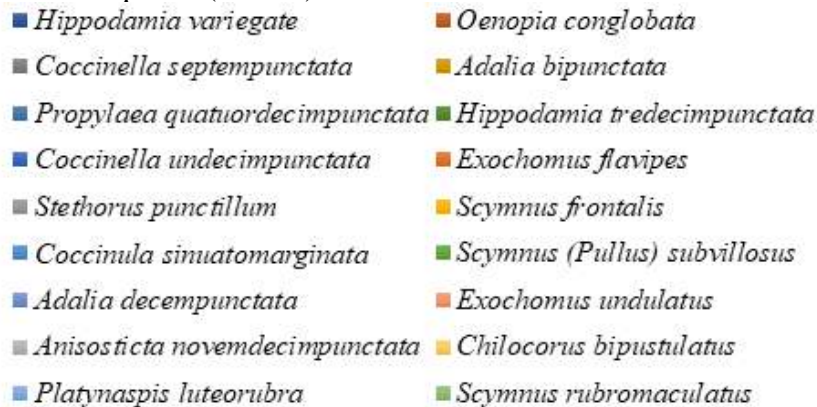 Hippodamia variegate Oenopia conglobata
Coccinella septempunctata Adalia bipunctata
Propylaea quatuordecimpunctata Hippodamia tredecimpunctata
Coccinella undecimpunctata Exochomus flavipes
Stethorus punctillum Scymnus frontalis
Coccinula sinuatomarginata Scymnus (Pullus) subvillosus
Adalia decempunctata Exochomus undulatus
Anisosticta novemdecimpunctata Chilocorus bipustulatus
Platynaspis luteorubra Scymnus rubromaculatus